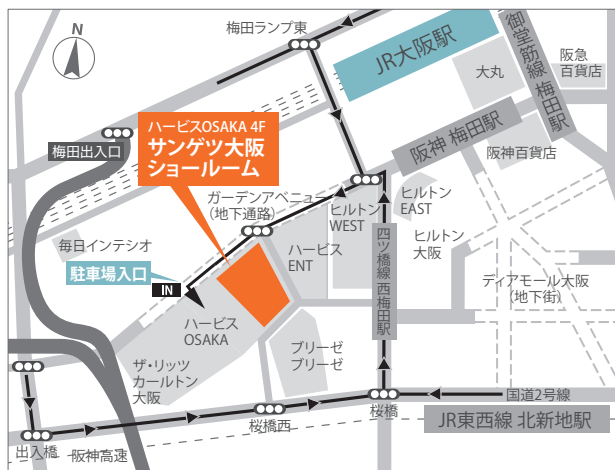 N
梅田ランプ東
JR大阪駅
御堂筋線 梅田駅
阪急
百貨店
大丸
阪神 梅田駅
阪神百貨店
梅田出入口
ハービスOSAKA 4F
サンゲツ大阪
ショールーム
ガーデンアベニュー
(地下通路)
ヒルトン
WEST
ヒルトン
EAST
ヒルトン
大阪
毎日インテシオ
駐車場入口
IN
ハービス
ENT
四ツ橋線 西梅田駅
ディアモール大阪
(地下街)
ハービス
OSAKA
ザ・リッツ
カールトン
大阪
ブリーゼ
ブリーゼ
国道2号線
桜橋
桜橋西
JR東西線 北新地駅
出入橋
阪神高速